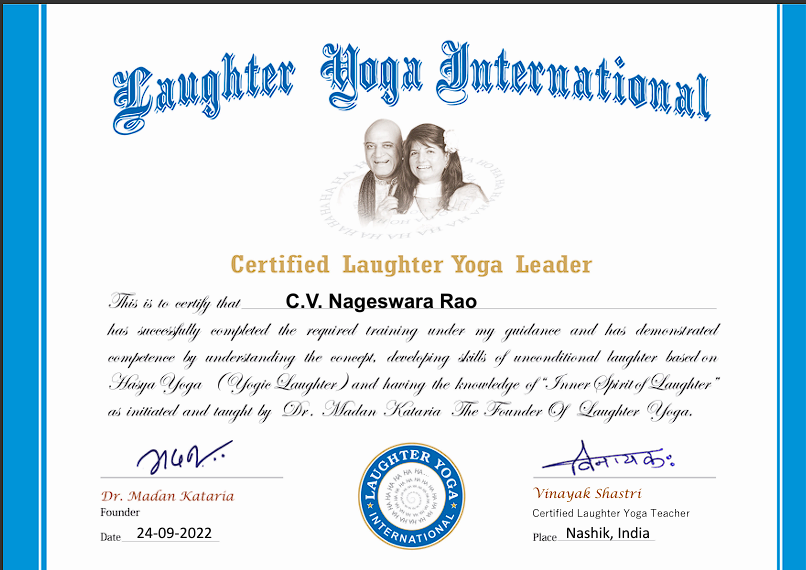 Laughter Yoga International
Certified Laughter Yoga Leader
This is to certify that C.V. Nageswara Rao
has successfully completed the required training under my guidance and has demonstrated
competence by understanding the concept, developing skills of unconditional laughter based on
Hasya Yoga (Yogic Laughter) and having the knowledge of "Inner Spirit of Laughter"
as initiated and taught by Dr. Madan Kataria The Founder Of Laughter Yoga.
विनायक
Dr. Madan Kataria
Founder
Date 24-09-2022
LAUGHTER YOGA
INTERNATIONAL
Vinayak Shastri
Certified Laughter Yoga Teacher
Place Nashik, India